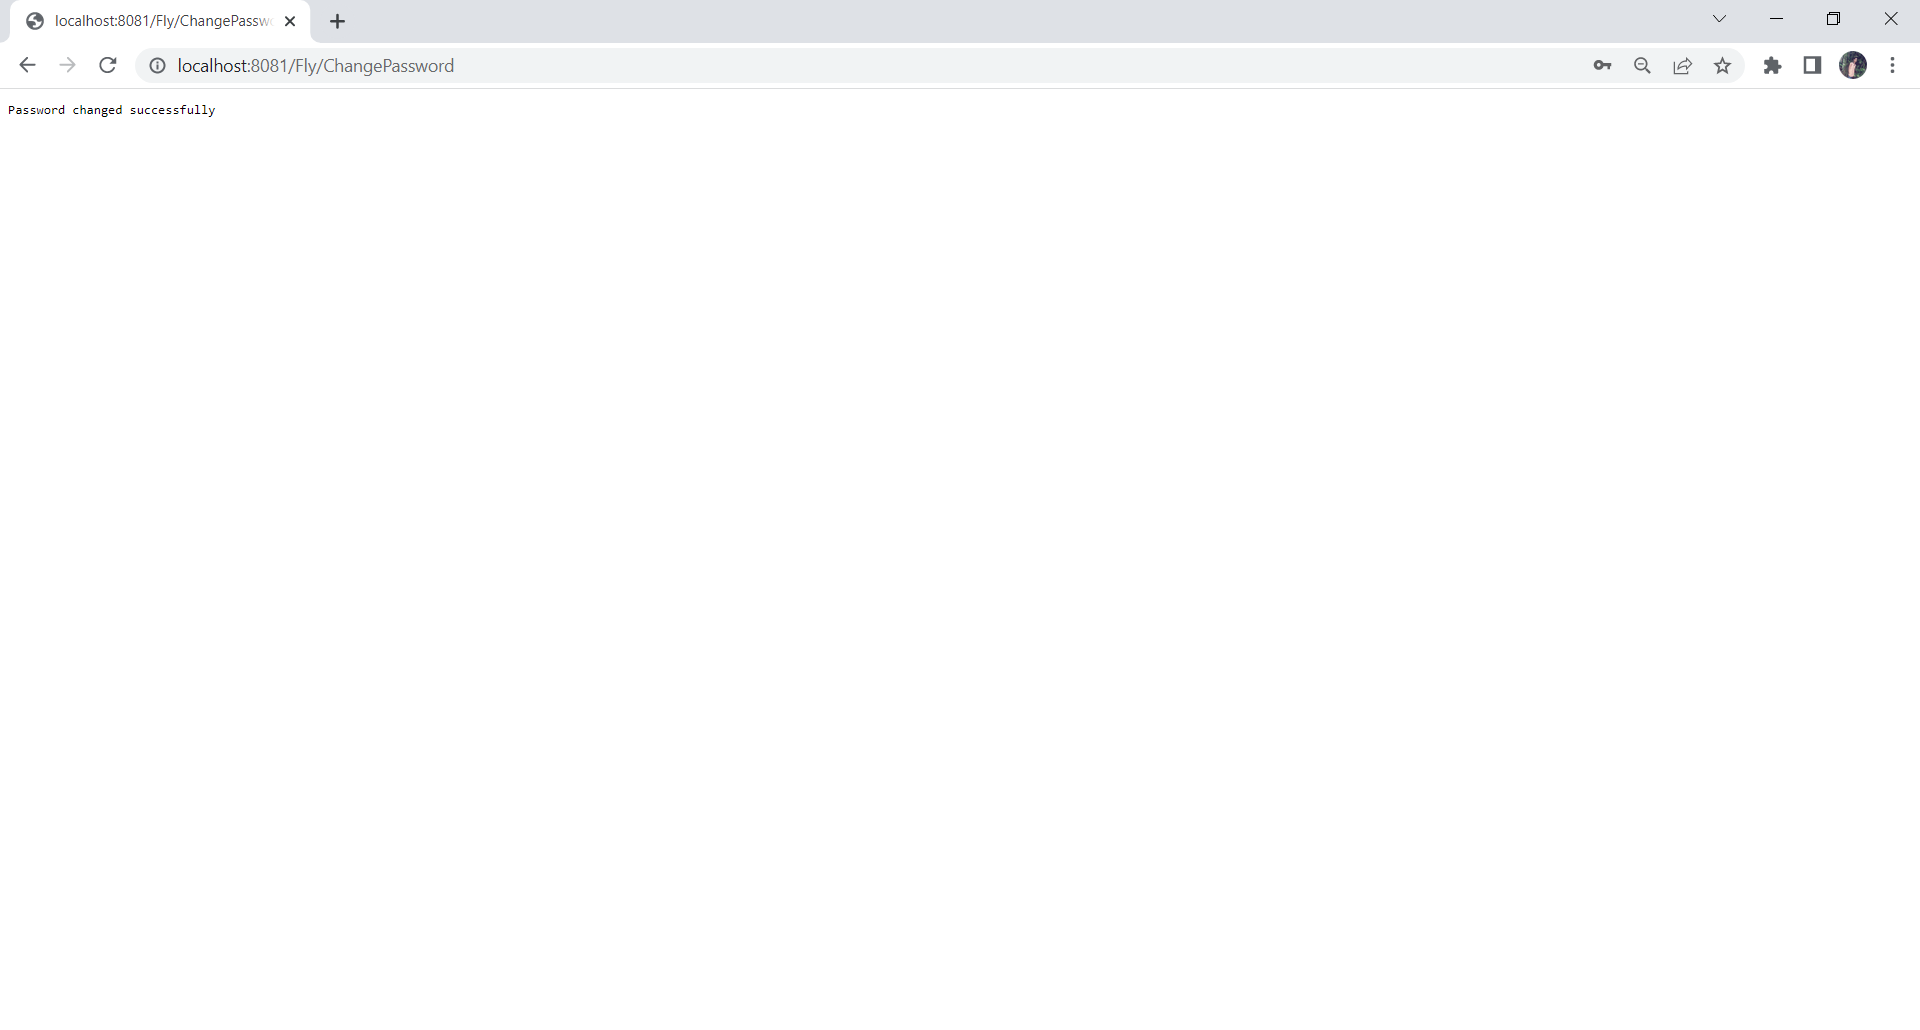 localhost:8081/Fly/ChangePassw
localhost:8081/Fly/ChangePassword
Password changed successfully